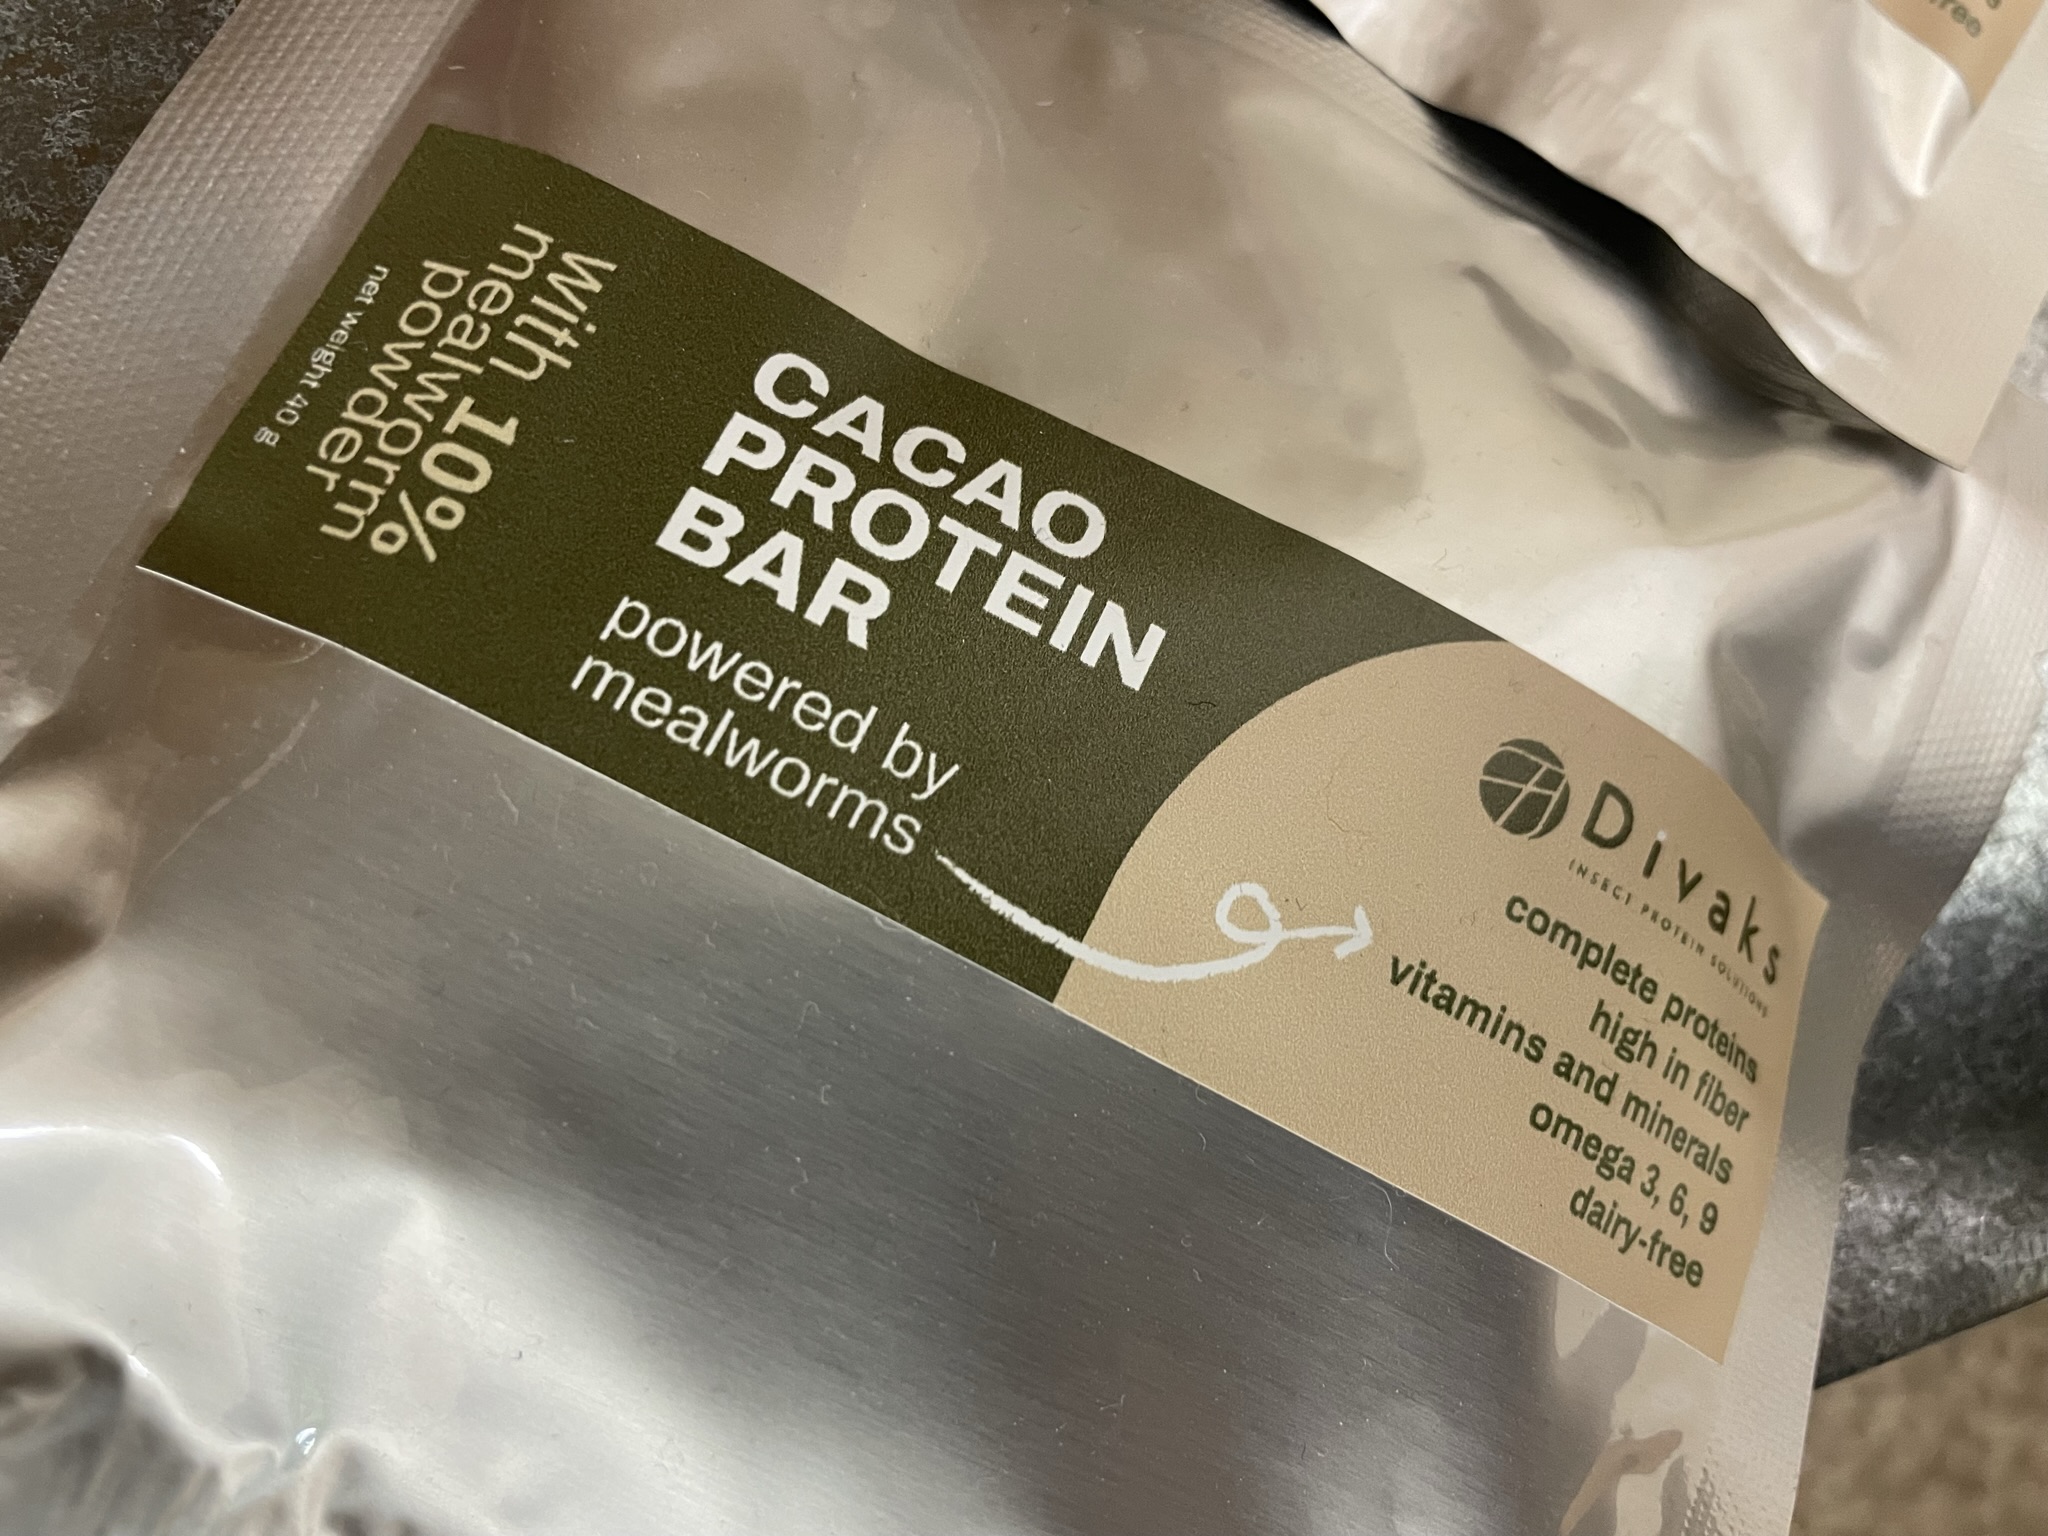 with 10%
mealworm
powder
net weight 40 g
CACAO
PROTEIN
BAR
powered by
mealworms
Divaks
INSECT PROTEIN SOLUTIONS
complete proteins
high in fiber
vitamins and minerals
omega 3, 6, 9
dairy-free
free